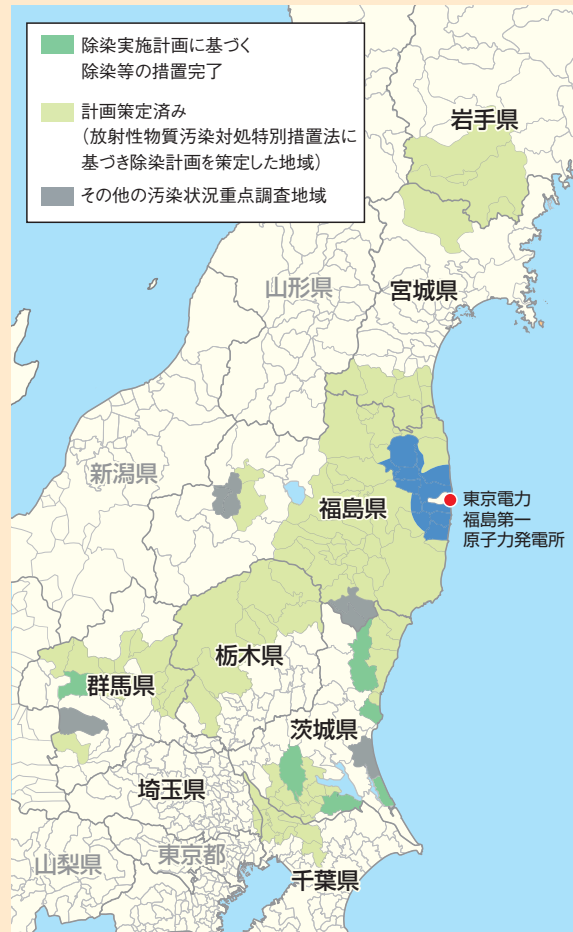 除染実施計画に基づく
除染等の措置完了
計画策定済み
(放射性物質汚染対処特別措置法に
基づき除染計画を策定した地域)
その他の汚染状況重点調査地域
岩手県
山形県
宮城県
新潟県
福島県
東京電力
福島第一
原子力発電所
栃木県
群馬県
茨城県
埼玉県
山梨県
東京都
千葉県